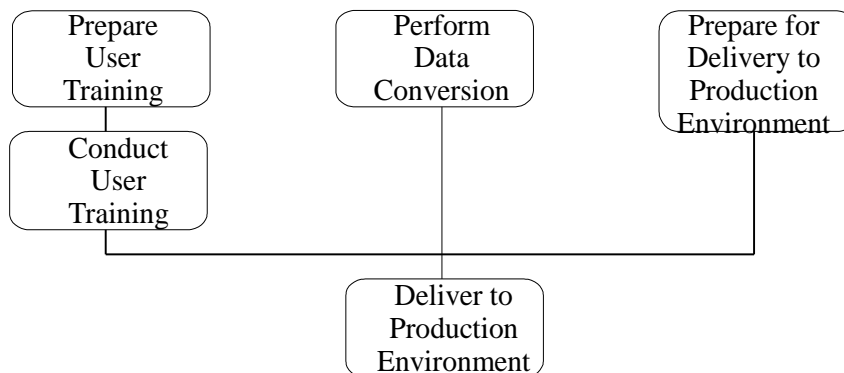 Prepare
User
Training
Perform
Data
Conversion
Prepare for
Delivery to
Production
Environment
Conduct
User
Training
Deliver to
Production
Environment